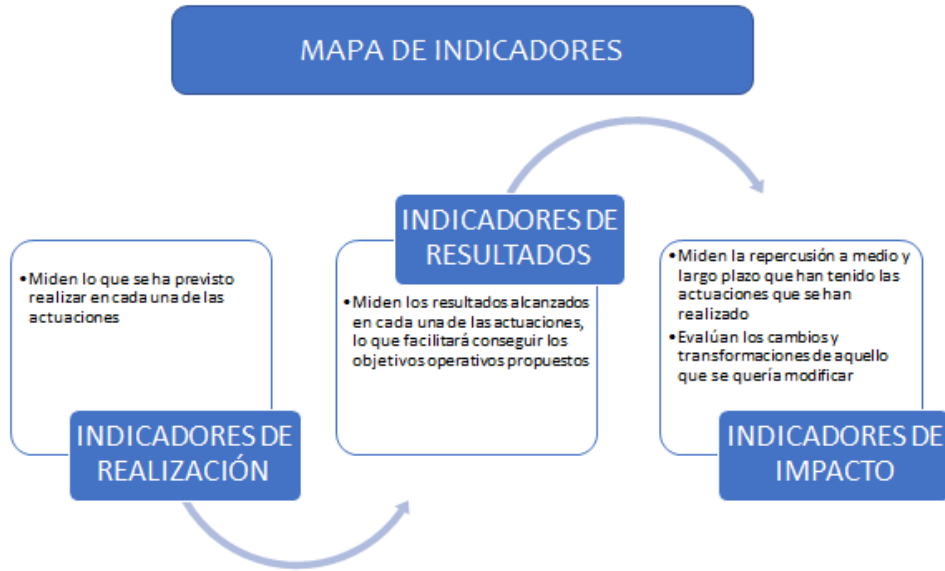 MAPA DE INDICADORES
•Miden lo que se ha previsto
realizar en cada una de las
actuaciones
INDICADORES DE
REALIZACIÓN
INDICADORES DE
RESULTADOS
•Miden los resultados alcanzados
en cada una de las actuaciones,
lo que facilitará conseguir los
objetivos operativos propuestos
•Miden la repercusión a medio y
largo plazo que han tenido las
actuaciones que se han
realizado
•Evalúan los cambios y
transformaciones de aquello
que se quería modificar
INDICADORES DE
IMPACTO